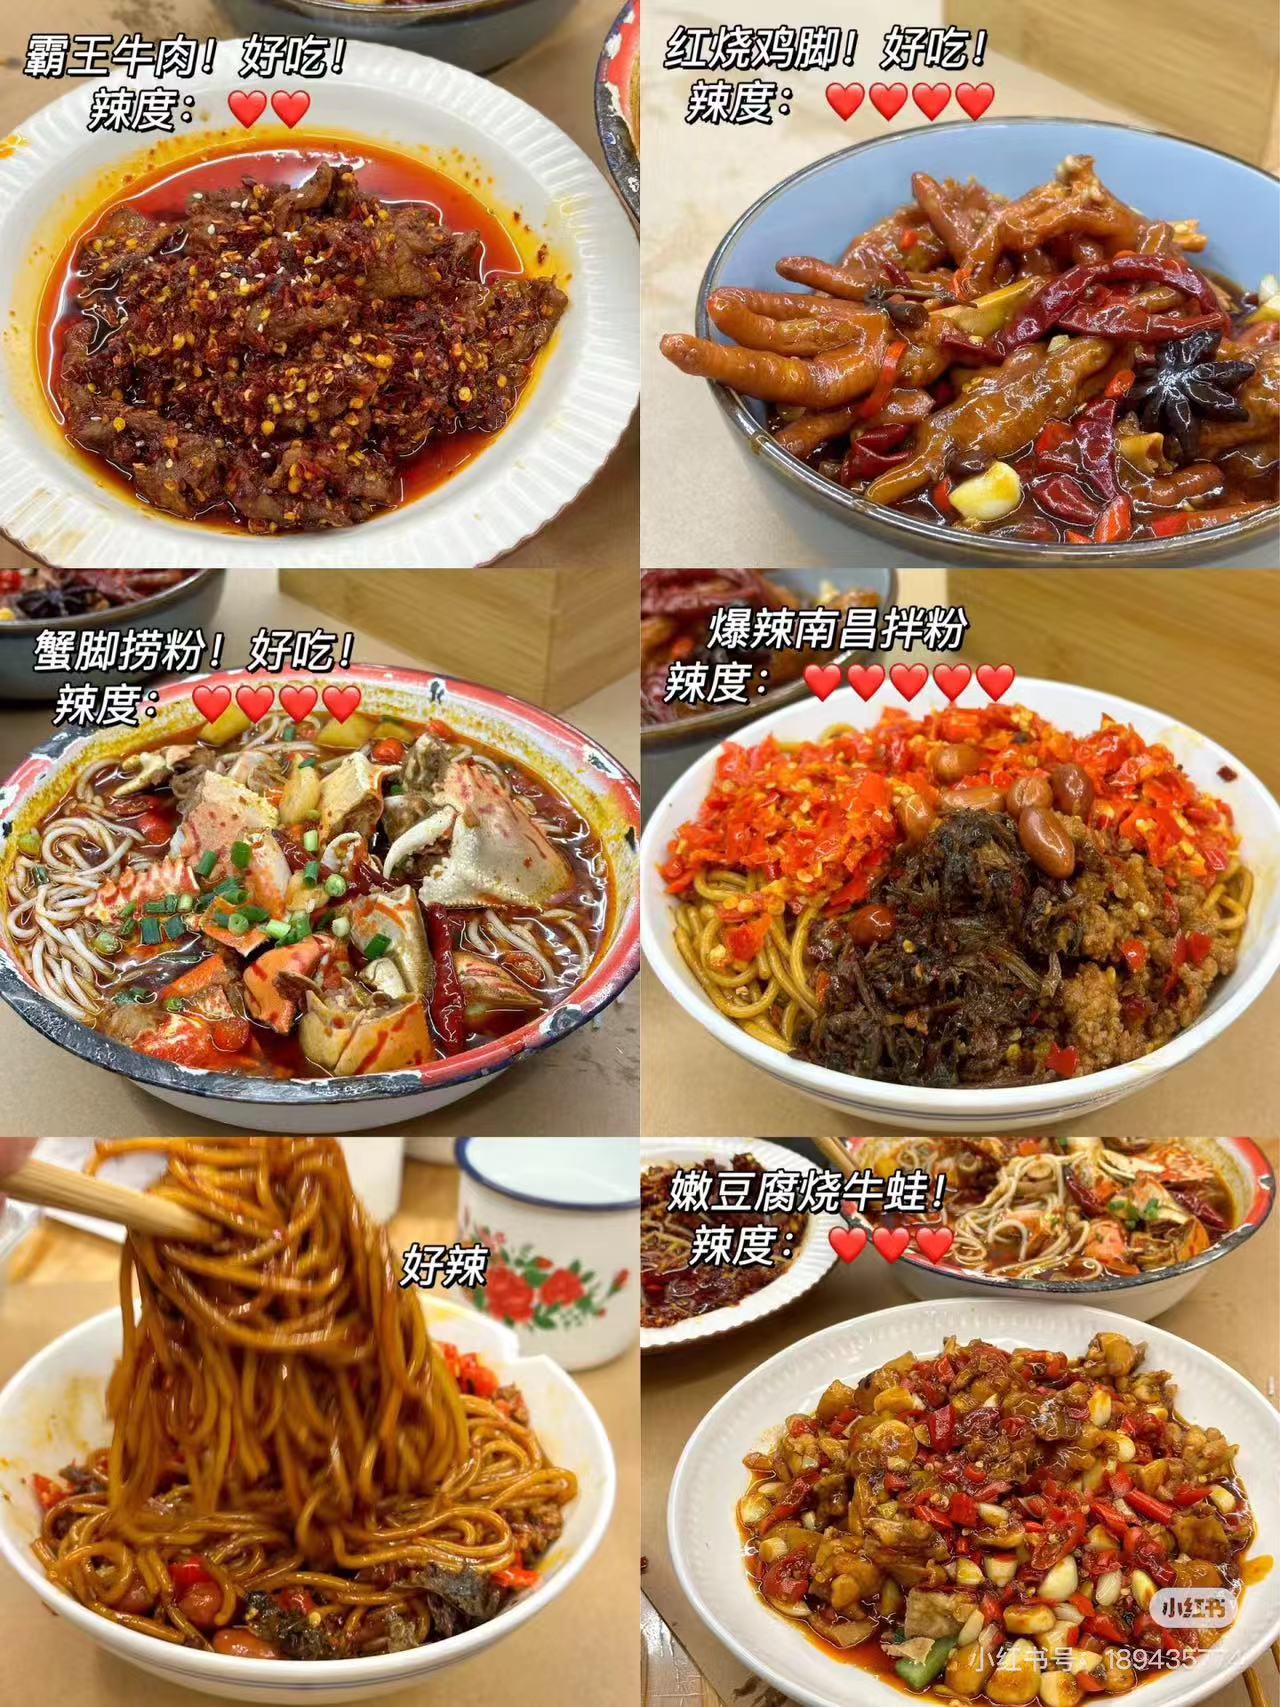 霸王牛肉！好吃！
辣度：❤️❤️
红烧鸡脚！好吃！
辣度：❤️❤️❤️❤️
蟹脚捞粉！好吃！
辣度：❤️❤️❤️❤️
爆辣南昌拌粉
辣度：❤️❤️❤️❤️❤️
好辣
嫩豆腐烧牛蛙！
辣度：❤️❤️❤️
小红书
小红书号：189435774